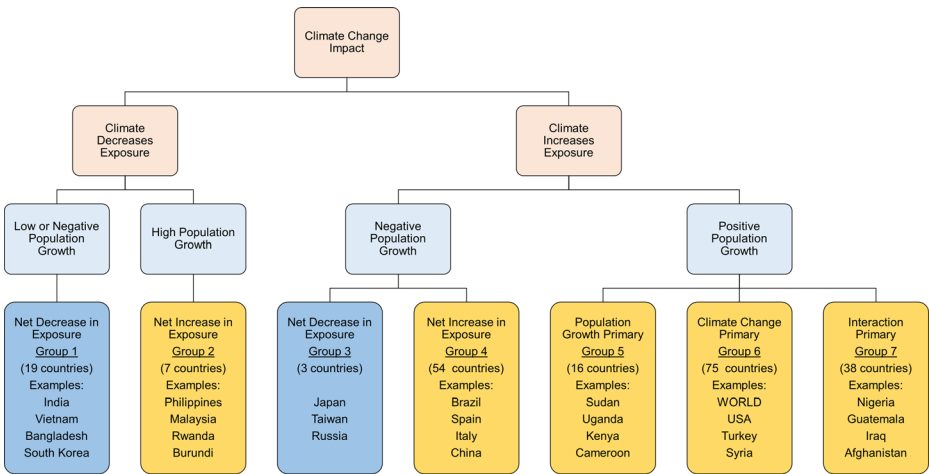 Climate Change
Impact
Climate
Decreases
Exposure
Climate
Increases
Exposure
Low or Negative
Population
Growth
High Population
Growth
Negative
Population
Growth
Positive
Population
Growth
Net Decrease in
Exposure
Group 1
(19 countries)
Examples:
India
Vietnam
Bangladesh
South Korea
Net Increase in
Exposure
Group 2
(7 countries)
Examples:
Philippines
Malaysia
Rwanda
Burundi
Net Decrease in
Exposure
Group 3
(3 countries)
Japan
Taiwan
Russia
Net Increase in
Exposure
Group 4
(54 countries)
Examples:
Brazil
Spain
Italy
China
Population
Growth Primary
Group 5
(16 countries)
Examples:
Sudan
Uganda
Kenya
Cameroon
Climate Change
Primary
Group 6
(75 countries)
Examples:
WORLD
USA
Turkey
Syria
Interaction
Primary
Group 7
(38 countries)
Examples:
Nigeria
Guatemala
Iraq
Afghanistan